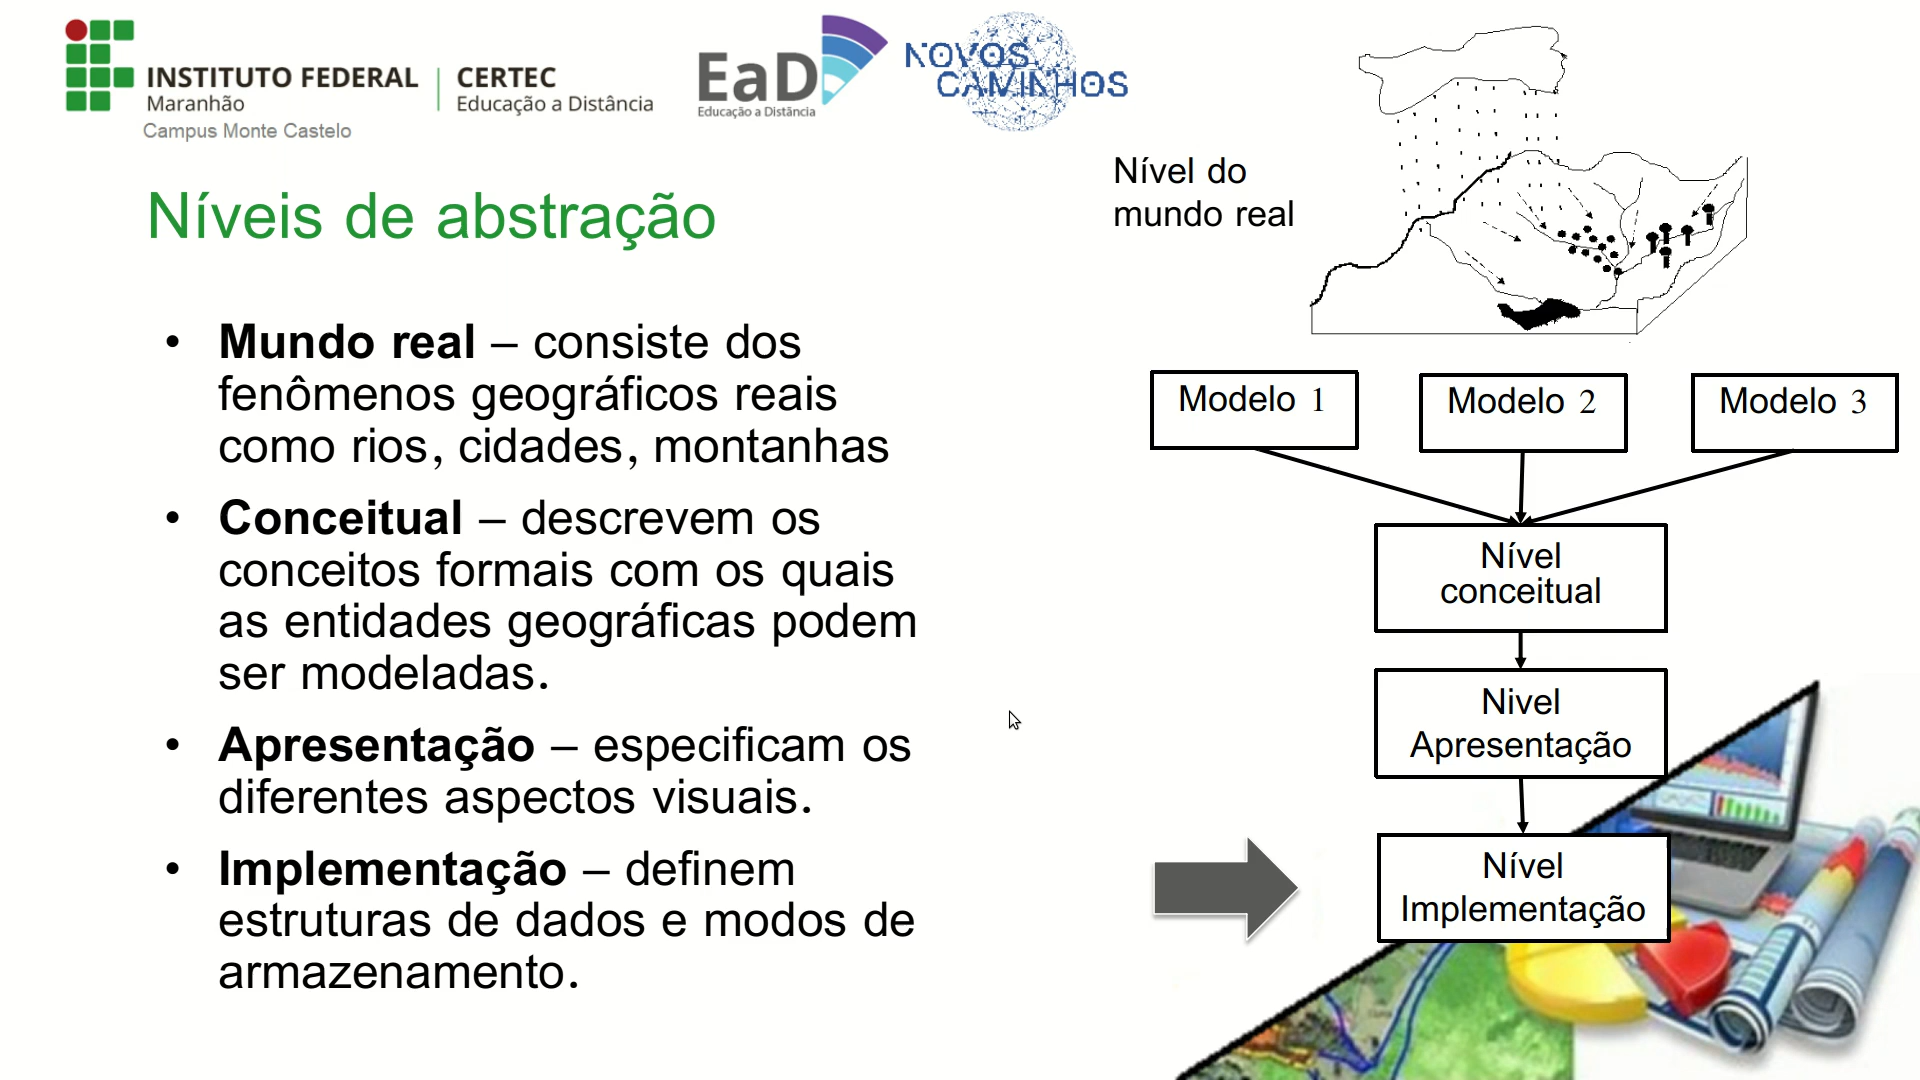 INSTITUTO FEDERAL
Maranhão
Campus Monte Castelo
CERTEC
Educação a Distância
EaD
Educação a Distância
NOVOS
CAMINHOS
Níveis de abstração
• Mundo real – consiste dos
fenômenos geográficos reais
como rios, cidades, montanhas
• Conceitual – descrevem os
conceitos formais com os quais
as entidades geográficas podem
ser modeladas.
• Apresentação – especificam os
diferentes aspectos visuais.
• Implementação – definem
estruturas de dados e modos de
armazenamento.
Nível do
mundo real
Modelo 1
Modelo 2
Modelo 3
Nível
conceitual
Nivel
Apresentação
Nível
Implementação